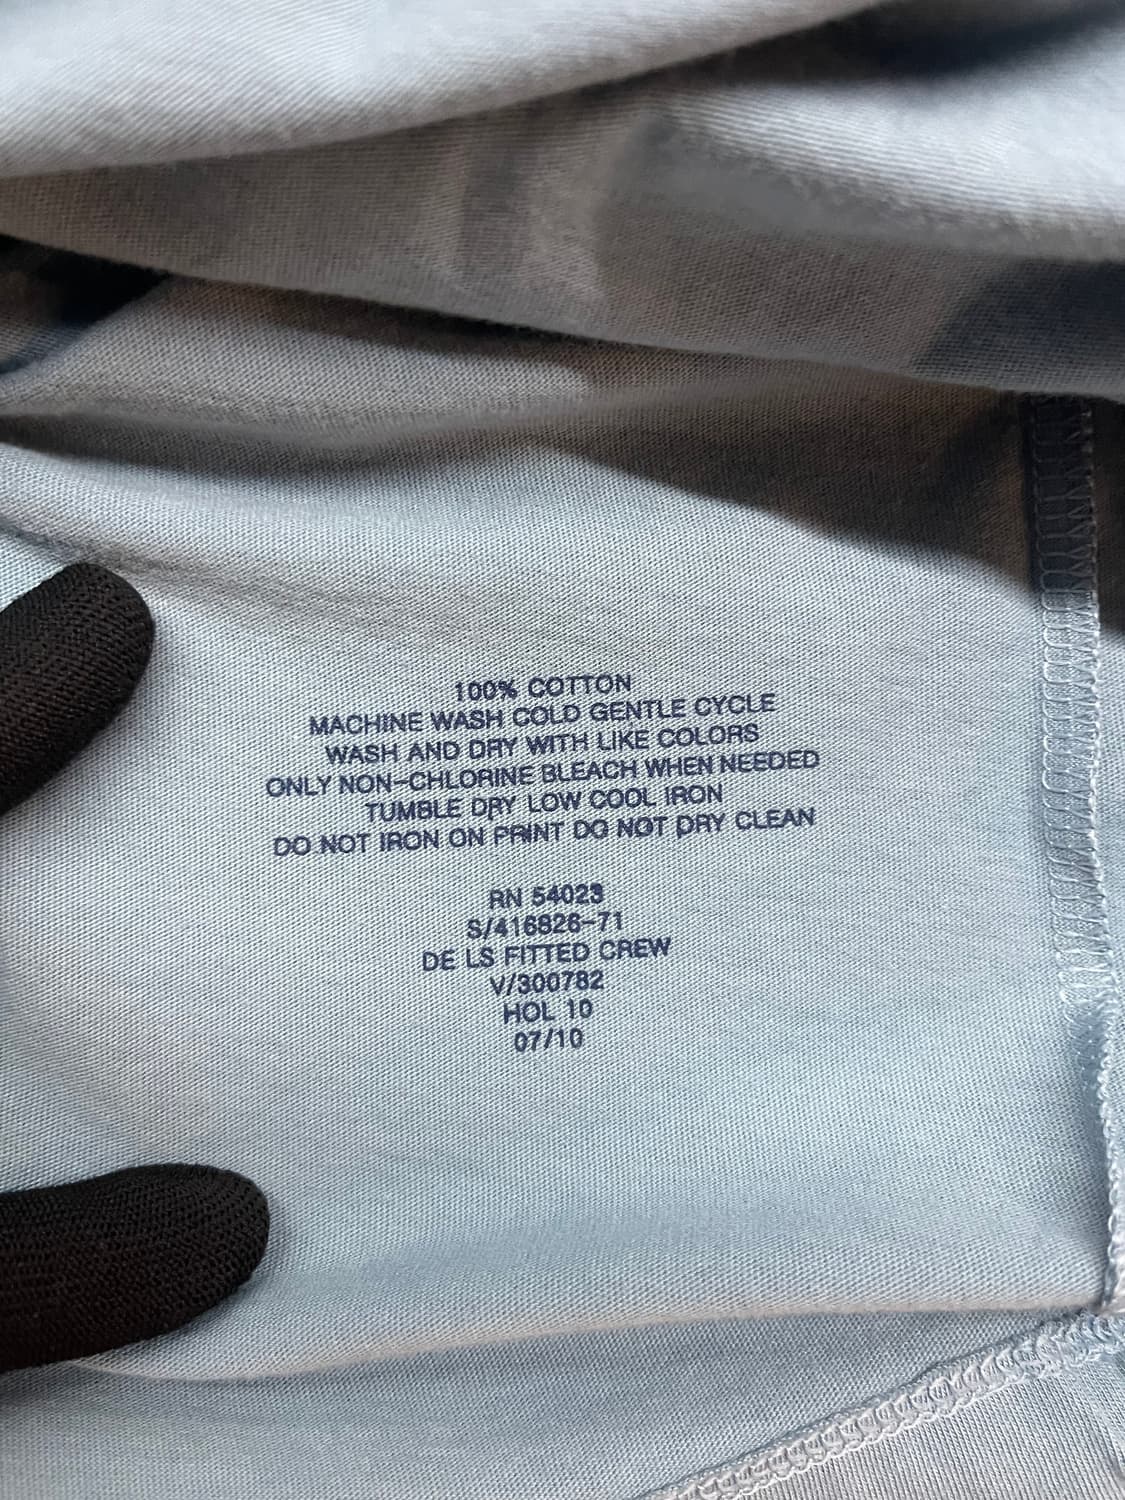 100% COTTON
MACHINE WASH COLD GENTLE CYCLE
WASH AND DRY WITH LIKE COLORS
ONLY NON-CHLORINE BLEACH WHEN NEEDED
TUMBLE DRY LOW COOL IRON
DO NOT IRON ON PRINT DO NOT DRY CLEAN
RN 54023
S/416826-71
DE LS FITTED CREW
V/300782
HOL 10
07/10